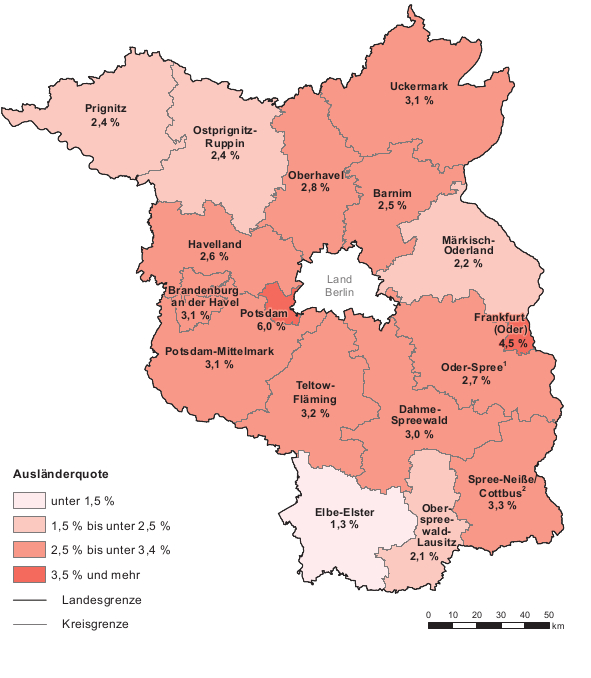 Uckermark
3,1 %
Prignitz
2,4 %
Ostprignitz-
Ruppin
2,4 %
Oberhavel
2,8 %
Barnim
2,5 %
Märkisch-
Oderland
2,2 %
Havelland
2,6 %
Land
Berlin
Brandenburg
an der Havel
3,1 %
Potsdam
6,0 %
Frankfurt
(Oder)
4,5 %
Potsdam-Mittelmark
3,1 %
Oder-Spree¹
2,7 %
Teltow-
Fläming
3,2 %
Dahme-
Spreewald
3,0 %
Spree-Neiße/
Cottbus²
3,3 %
Elbe-Elster
1,3 %
Ober-
spree-
wald-
Lausitz
2,1 %
Ausländerquote
unter 1,5 %
1,5 % bis unter 2,5 %
2,5 % bis unter 3,4 %
3,5 % und mehr
Landesgrenze
Kreisgrenze
0 10 20 30 40 50
km